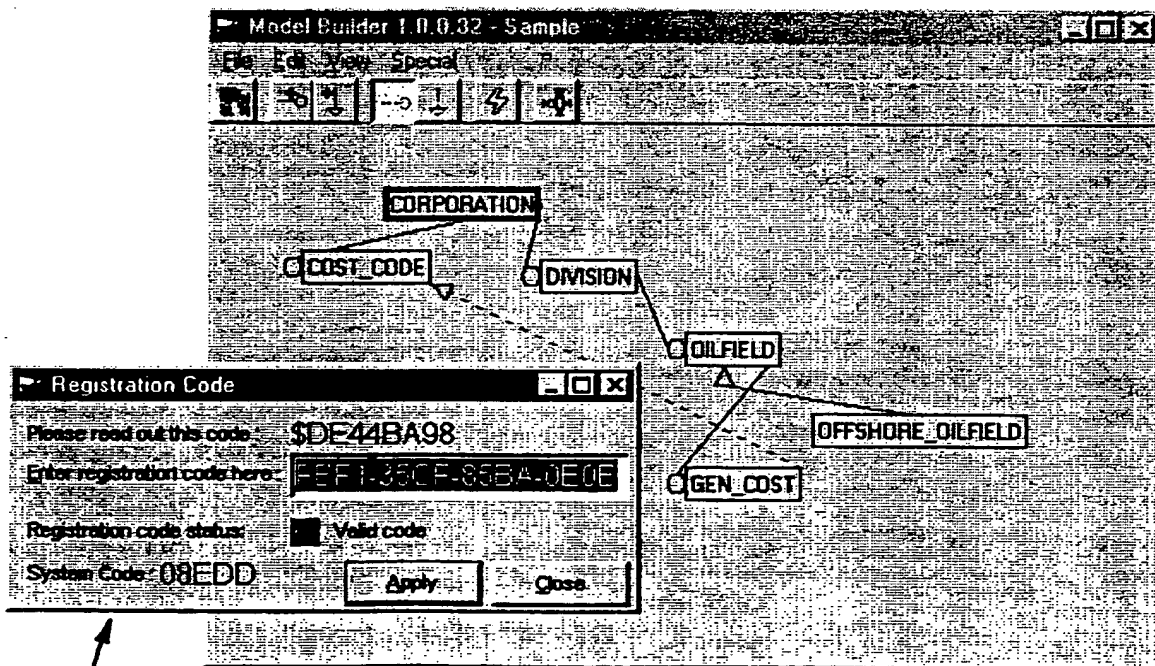 Model Builder 1.0.0.32 - Sample
File Edit View Special
CORPORATION
COST_CODE
DIVISION
OILFIELD
OFFSHORE_OILFIELD
GEN_COST
Registration Code
Please read out this code: $DE44BA98
Enter registration code here:
Registration code status: Valid code
System Code: 08EDD
Apply Close